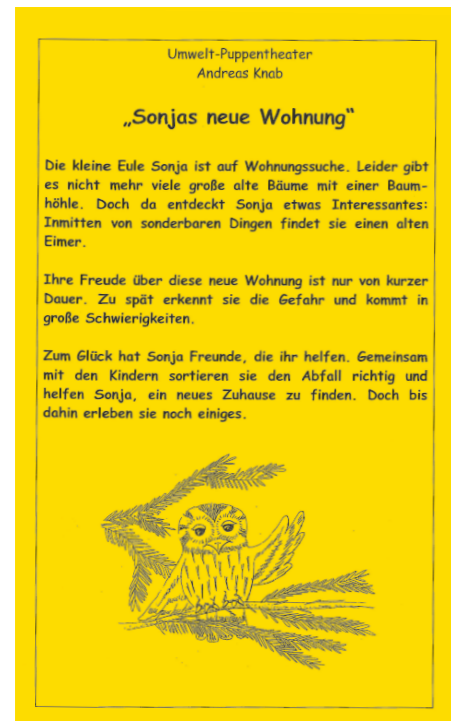 Umwelt-Puppentheater
Andreas Knab
„Sonjas neue Wohnung“
Die kleine Eule Sonja ist auf Wohnungssuche. Leider gibt
es nicht mehr viele große alte Bäume mit einer Baum-
höhle. Doch da entdeckt Sonja etwas Interessantes:
Inmitten von sonderbaren Dingen findet sie einen alten
Eimer.
Ihre Freude über diese neue Wohnung ist nur von kurzer
Dauer. Zu spät erkennt sie die Gefahr und kommt in
große Schwierigkeiten.
Zum Glück hat Sonja Freunde, die ihr helfen. Gemeinsam
mit den Kindern sortieren sie den Abfall richtig und
helfen Sonja, ein neues Zuhause zu finden. Doch bis
dahin erleben sie noch einiges.